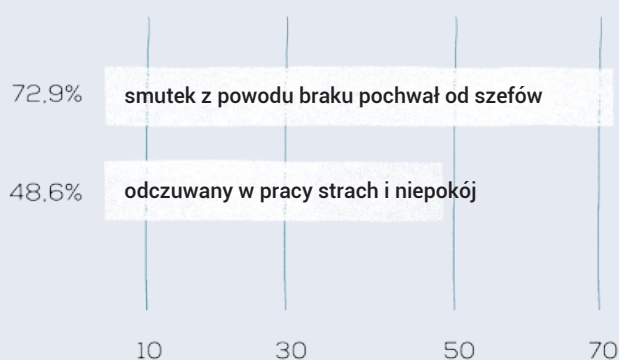 72,9% smutek z powodu braku pochwał od szefów
48,6% odczuwany w pracy strach i niepokój
10 30 50 70